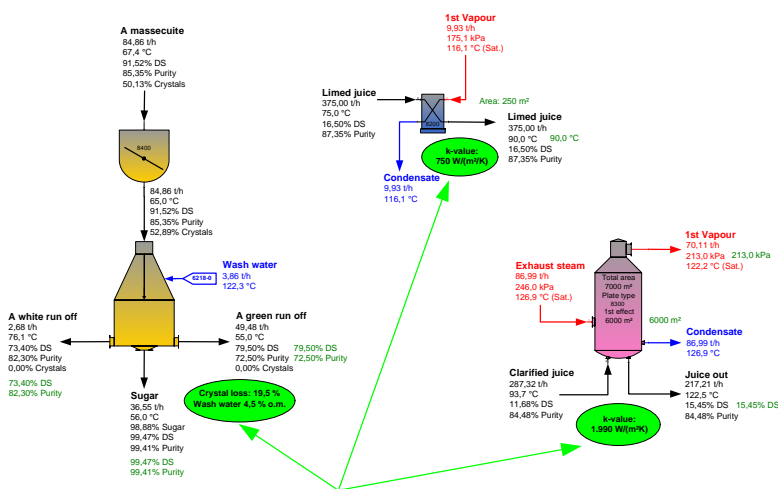 A massecuite
84,86 t/h
67,4 °C
91,52% DS
85,35% Purity
50,13% Crystals
8400
84,86 t/h
65,0 °C
91,52% DS
85,35% Purity
52,89% Crystals
Wash water
6218-0
3,86 t/h
122,3 °C
A white run off
2,68 t/h
76,1 °C
73,40% DS
82,30% Purity
0,00% Crystals
73,40% DS
82,30% Purity
A green run off
49,48 t/h
55,0 °C
79,50% DS 79,50% DS
72,50% Purity 72,50% Purity
0,00% Crystals
Sugar
36,55 t/h
56,0 °C
98,88% Sugar
99,47% DS
99,41% Purity
99,47% DS
99,41% Purity
Crystal loss: 19,5 %
Wash water 4,5 % o.m.
1st Vapour
9,93 t/h
175,1 kPa
116,1 °C (Sat.)
Limed juice
375,00 t/h
75,0 °C
16,50% DS
87,35% Purity
Area: 250 m²
8200
Limed juice
375,00 t/h
90,0 °C 90,0 °C
16,50% DS
87,35% Purity
Condensate
9,93 t/h
116,1 °C
k-value:
750 W/(m²/K)
1st Vapour
70,11 t/h
213,0 kPa 213,0 kPa
122,2 °C (Sat.)
Exhaust steam
86,99 t/h
246,0 kPa
126,9 °C (Sat.)
Total area
7000 m²
Plate type
8300
1st effect
6000 m²
6000 m²
Condensate
86,99 t/h
126,9 °C
Clarified juice
287,32 t/h
93,7 °C
11,68% DS
84,48% Purity
Juice out
217,21 t/h
122,5 °C
15,45% DS 15,45% DS
84,48% Purity
k-value:
1.990 W/(m²K)